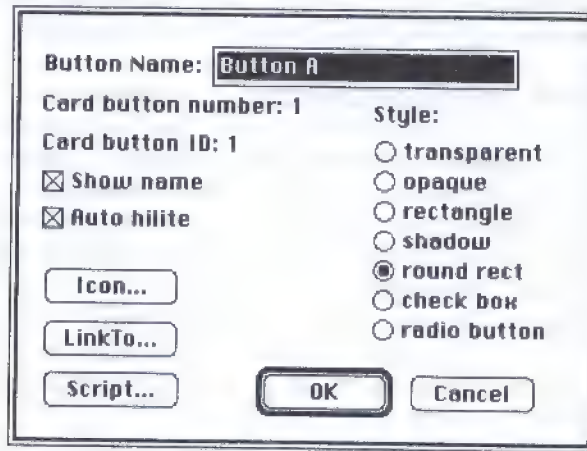 Button Name: Button A
Card button number: 1
Card button ID: 1
Show name
Auto hilite
Style:
transparent
opaque
rectangle
shadow
round rect
check box
radio button
Icon...
LinkTo...
Script...
OK
Cancel